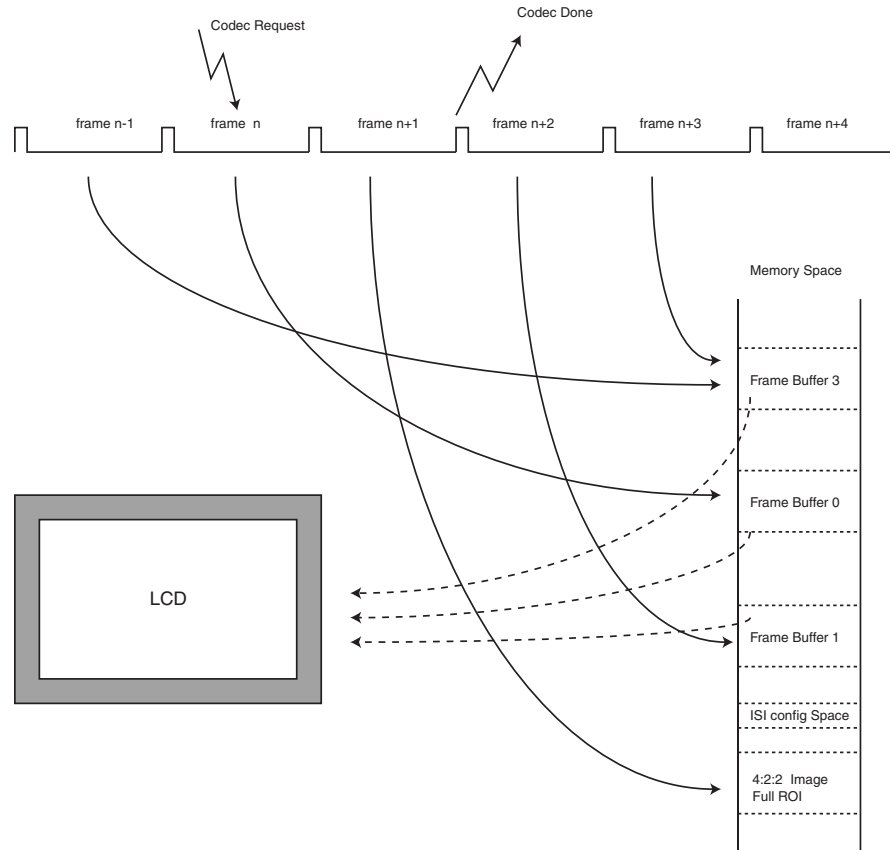 Codec Request
Codec Done
frame n-1
frame n
frame n+1
frame n+2
frame n+3
frame n+4
Memory Space
Frame Buffer 3
Frame Buffer 0
LCD
Frame Buffer 1
ISI config Space
4:2:2 Image
Full ROI